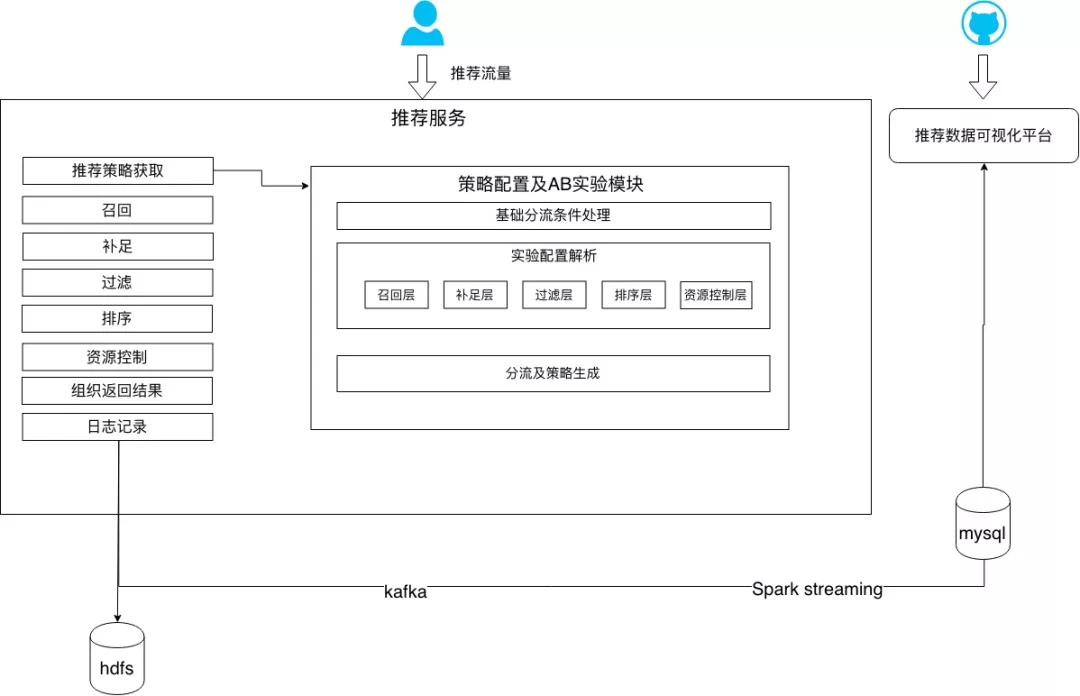 推荐流量
推荐服务
推荐数据可视化平台
推荐策略获取
召回
补足
过滤
排序
资源控制
组织返回结果
日志记录
策略配置及AB实验模块
基础分流条件处理
实验配置解析
召回层
补足层
过滤层
排序层
资源控制层
分流及策略生成
mysql
kafka
Spark streaming
hdfs